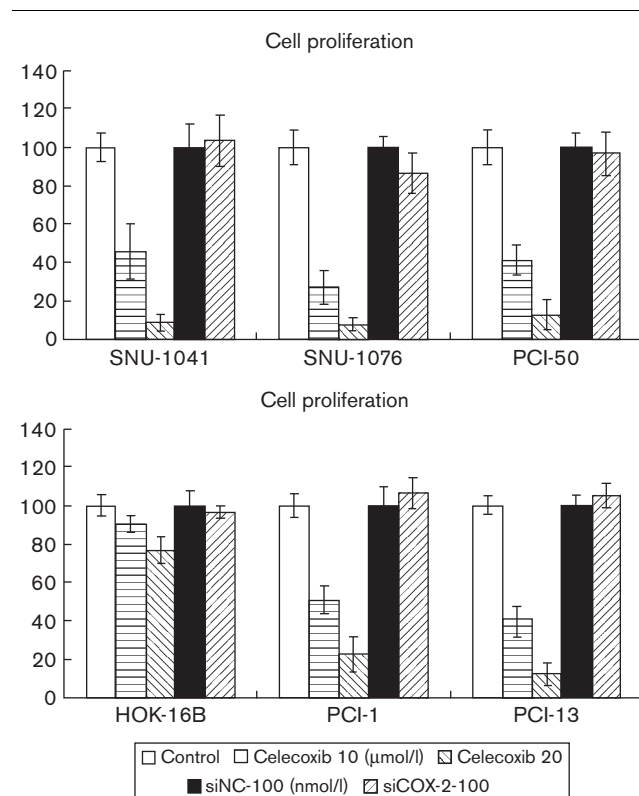 Cell proliferation
140
120
100
80
60
40
20
0
SNU-1041 SNU-1076 PCI-50
Cell proliferation
140
120
100
80
60
40
20
0
HOK-16B PCI-1 PCI-13
Control Celecoxib 10 (μmol/l) Celecoxib 20
siNC-100 (nmol/l) siCOX-2-100